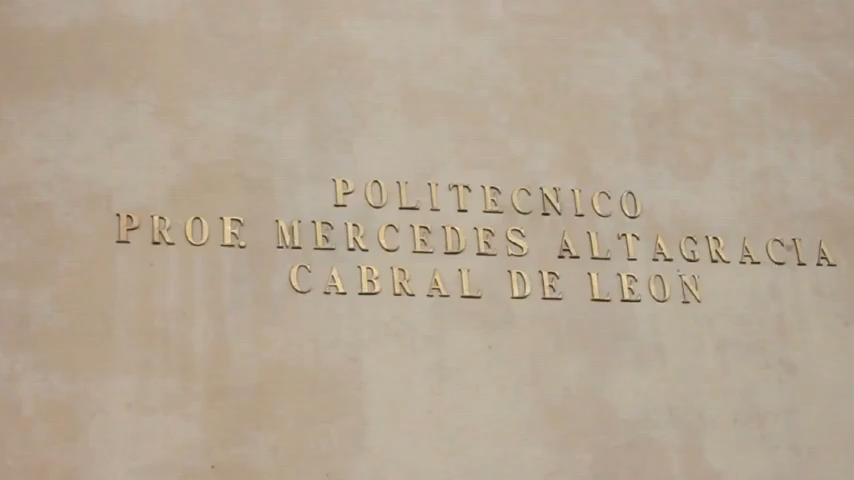 POLITECNICO
PROF. MERCEDES ALTAGRACIA
CABRAL DE LEON